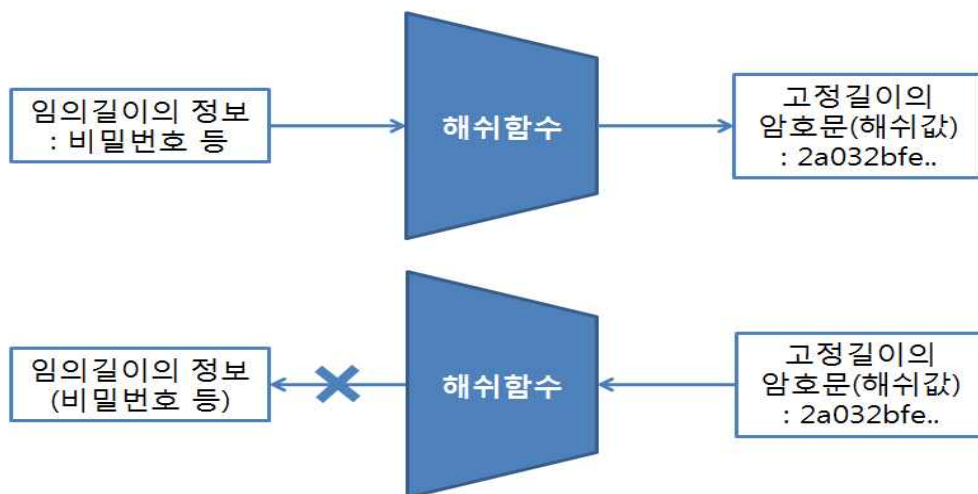 임의길이의 정보
: 비밀번호 등
해쉬함수
고정길이의
암호문(해쉬값)
: 2a032bfe..
임의길이의 정보
(비밀번호 등)
해쉬함수
고정길이의
암호문(해쉬값)
: 2a032bfe..